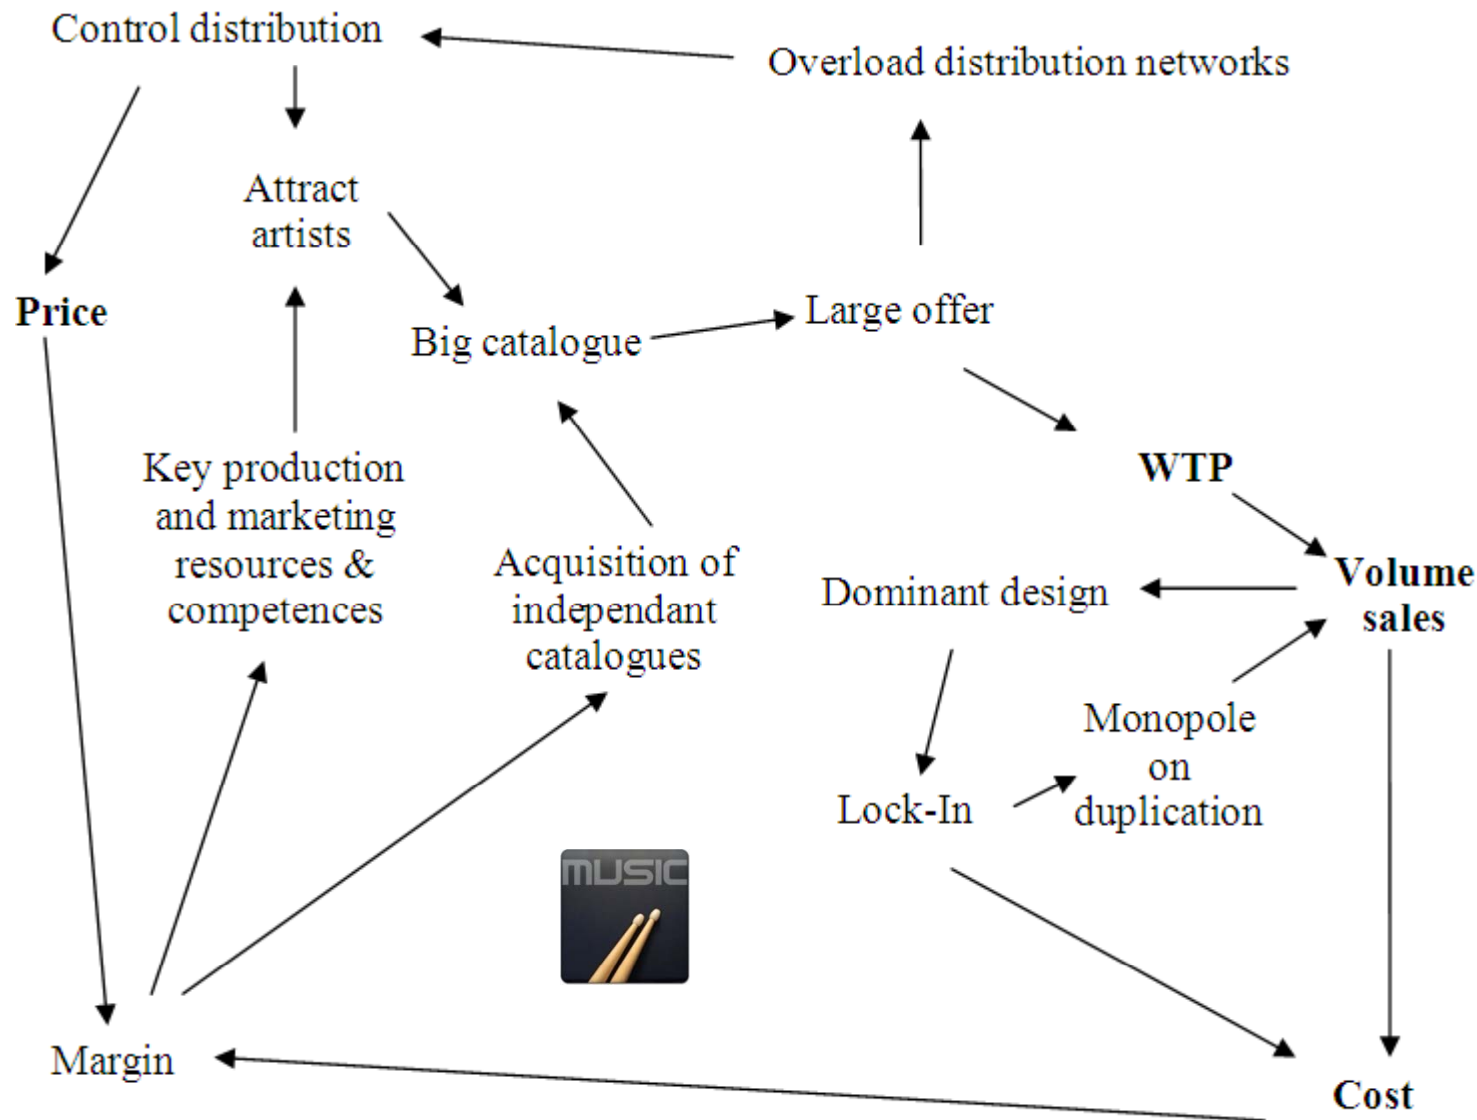 Control distribution
Overload distribution networks
Attract
artists
Price
Large offer
Big catalogue
Key production
and marketing
resources &
competences
WTP
Acquisition of
independant
catalogues
Dominant design
Volume
sales
Monopole
on
duplication
Lock-In
MUSIC
Margin
Cost